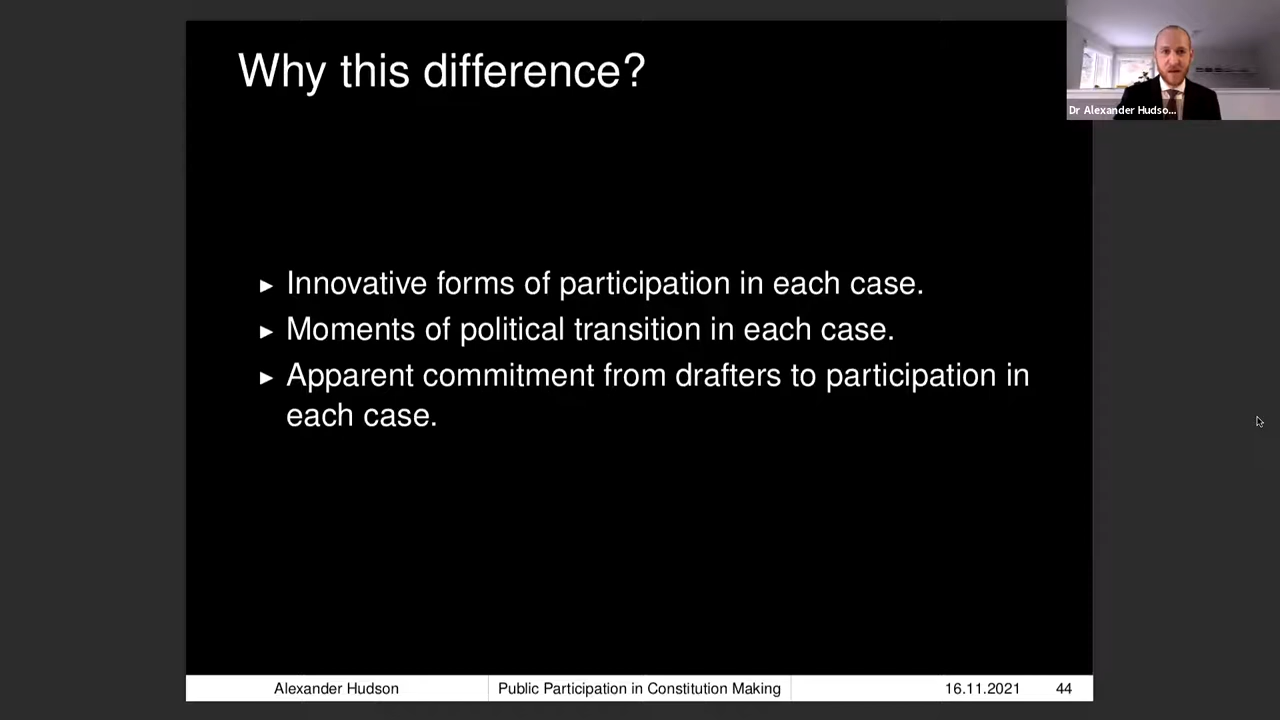 Why this difference?
Dr Alexander Hudso...
▶ Innovative forms of participation in each case.
▶ Moments of political transition in each case.
▶ Apparent commitment from drafters to participation in
each case.
Alexander Hudson
Public Participation in Constitution Making
16.11.2021
44